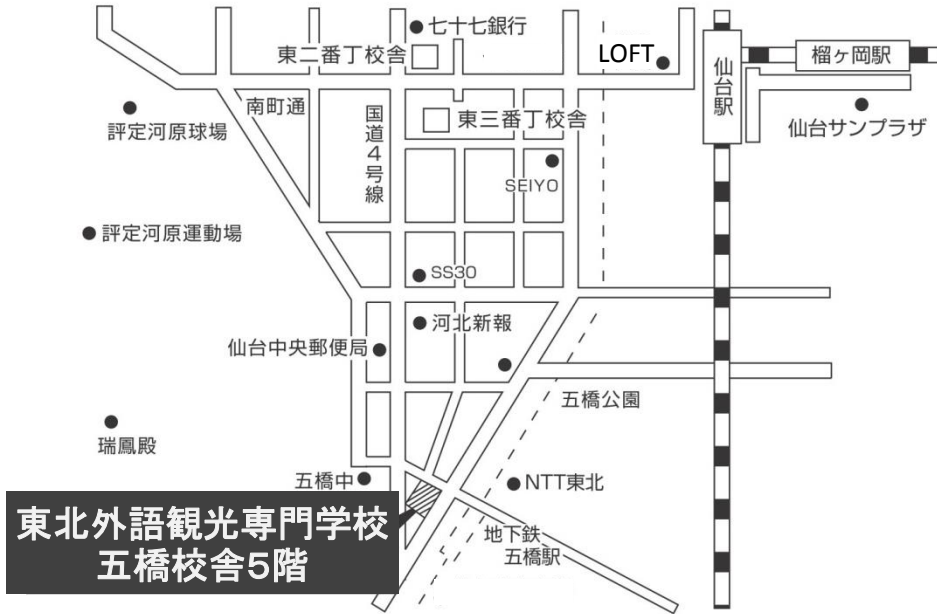 七十七銀行
東二番丁校舎
LOFT
仙台駅
榴ヶ岡駅
南町通
国道4号線
東三番丁校舎
評定河原球場
仙台サンプラザ
SEIYO
評定河原運動場
SS30
河北新報
仙台中央郵便局
五橋公園
瑞鳳殿
五橋中
NTT東北
東北外語観光専門学校
五橋校舎5階
地下鉄
五橋駅